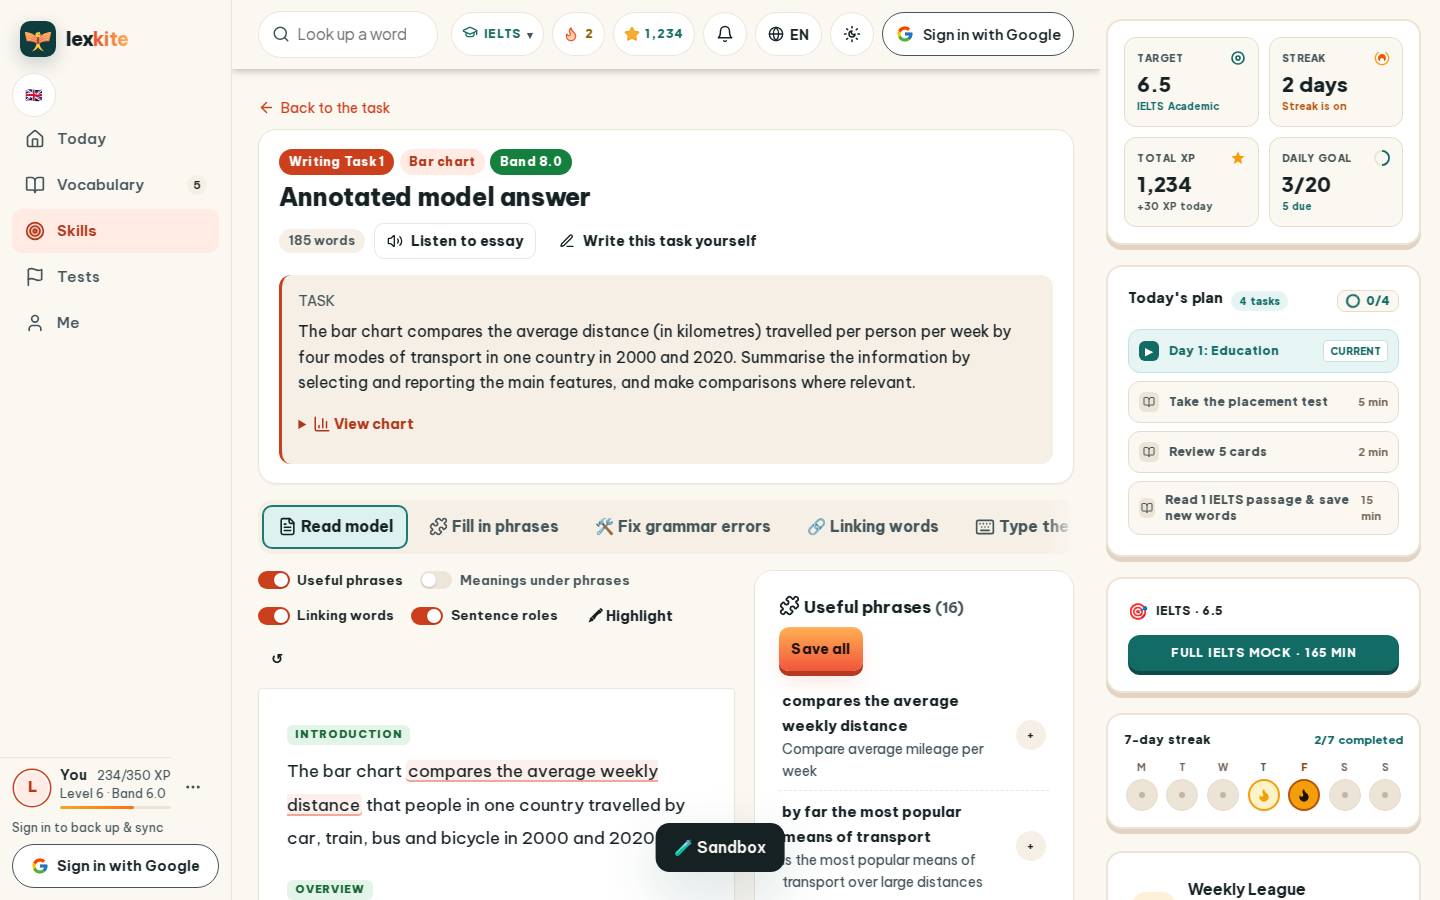 lexkite
Today
Vocabulary 5
Skills
Tests
Me
L
You 234/350 XP
Level 6 · Band 6.0
Sign in to back up & sync
Sign in with Google
Look up a word
IELTS ▾
2
1,234
EN
Sign in with Google
← Back to the task
Writing Task 1 Bar chart Band 8.0
Annotated model answer
185 words Listen to essay Write this task yourself
TASK
The bar chart compares the average distance (in kilometres) travelled per person per week by
four modes of transport in one country in 2000 and 2020. Summarise the information by
selecting and reporting the main features, and make comparisons where relevant.
View chart
Read model Fill in phrases Fix grammar errors Linking words Type the
Useful phrases Meanings under phrases
Linking words Sentence roles Highlight
↺
INTRODUCTION
The bar chart compares the average weekly
distance that people in one country travelled by
car, train, bus and bicycle in 2000 and 2020
OVERVIEW
Useful phrases (16)
Save all
compares the average
weekly distance
Compare average mileage per
week
+
by far the most popular
means of transport
is the most popular means of
transport over large distances
+
Sandbox
TARGET
6.5
IELTS Academic
STREAK
2 days
Streak is on
TOTAL XP
1,234
+30 XP today
DAILY GOAL
3/20
5 due
Today's plan 4 tasks 0/4
Day 1: Education CURRENT
Take the placement test 5 min
Review 5 cards 2 min
Read 1 IELTS passage & save 15
new words min
IELTS · 6.5
FULL IELTS MOCK · 165 MIN
7-day streak 2/7 completed
M T W T F S S
Weekly League